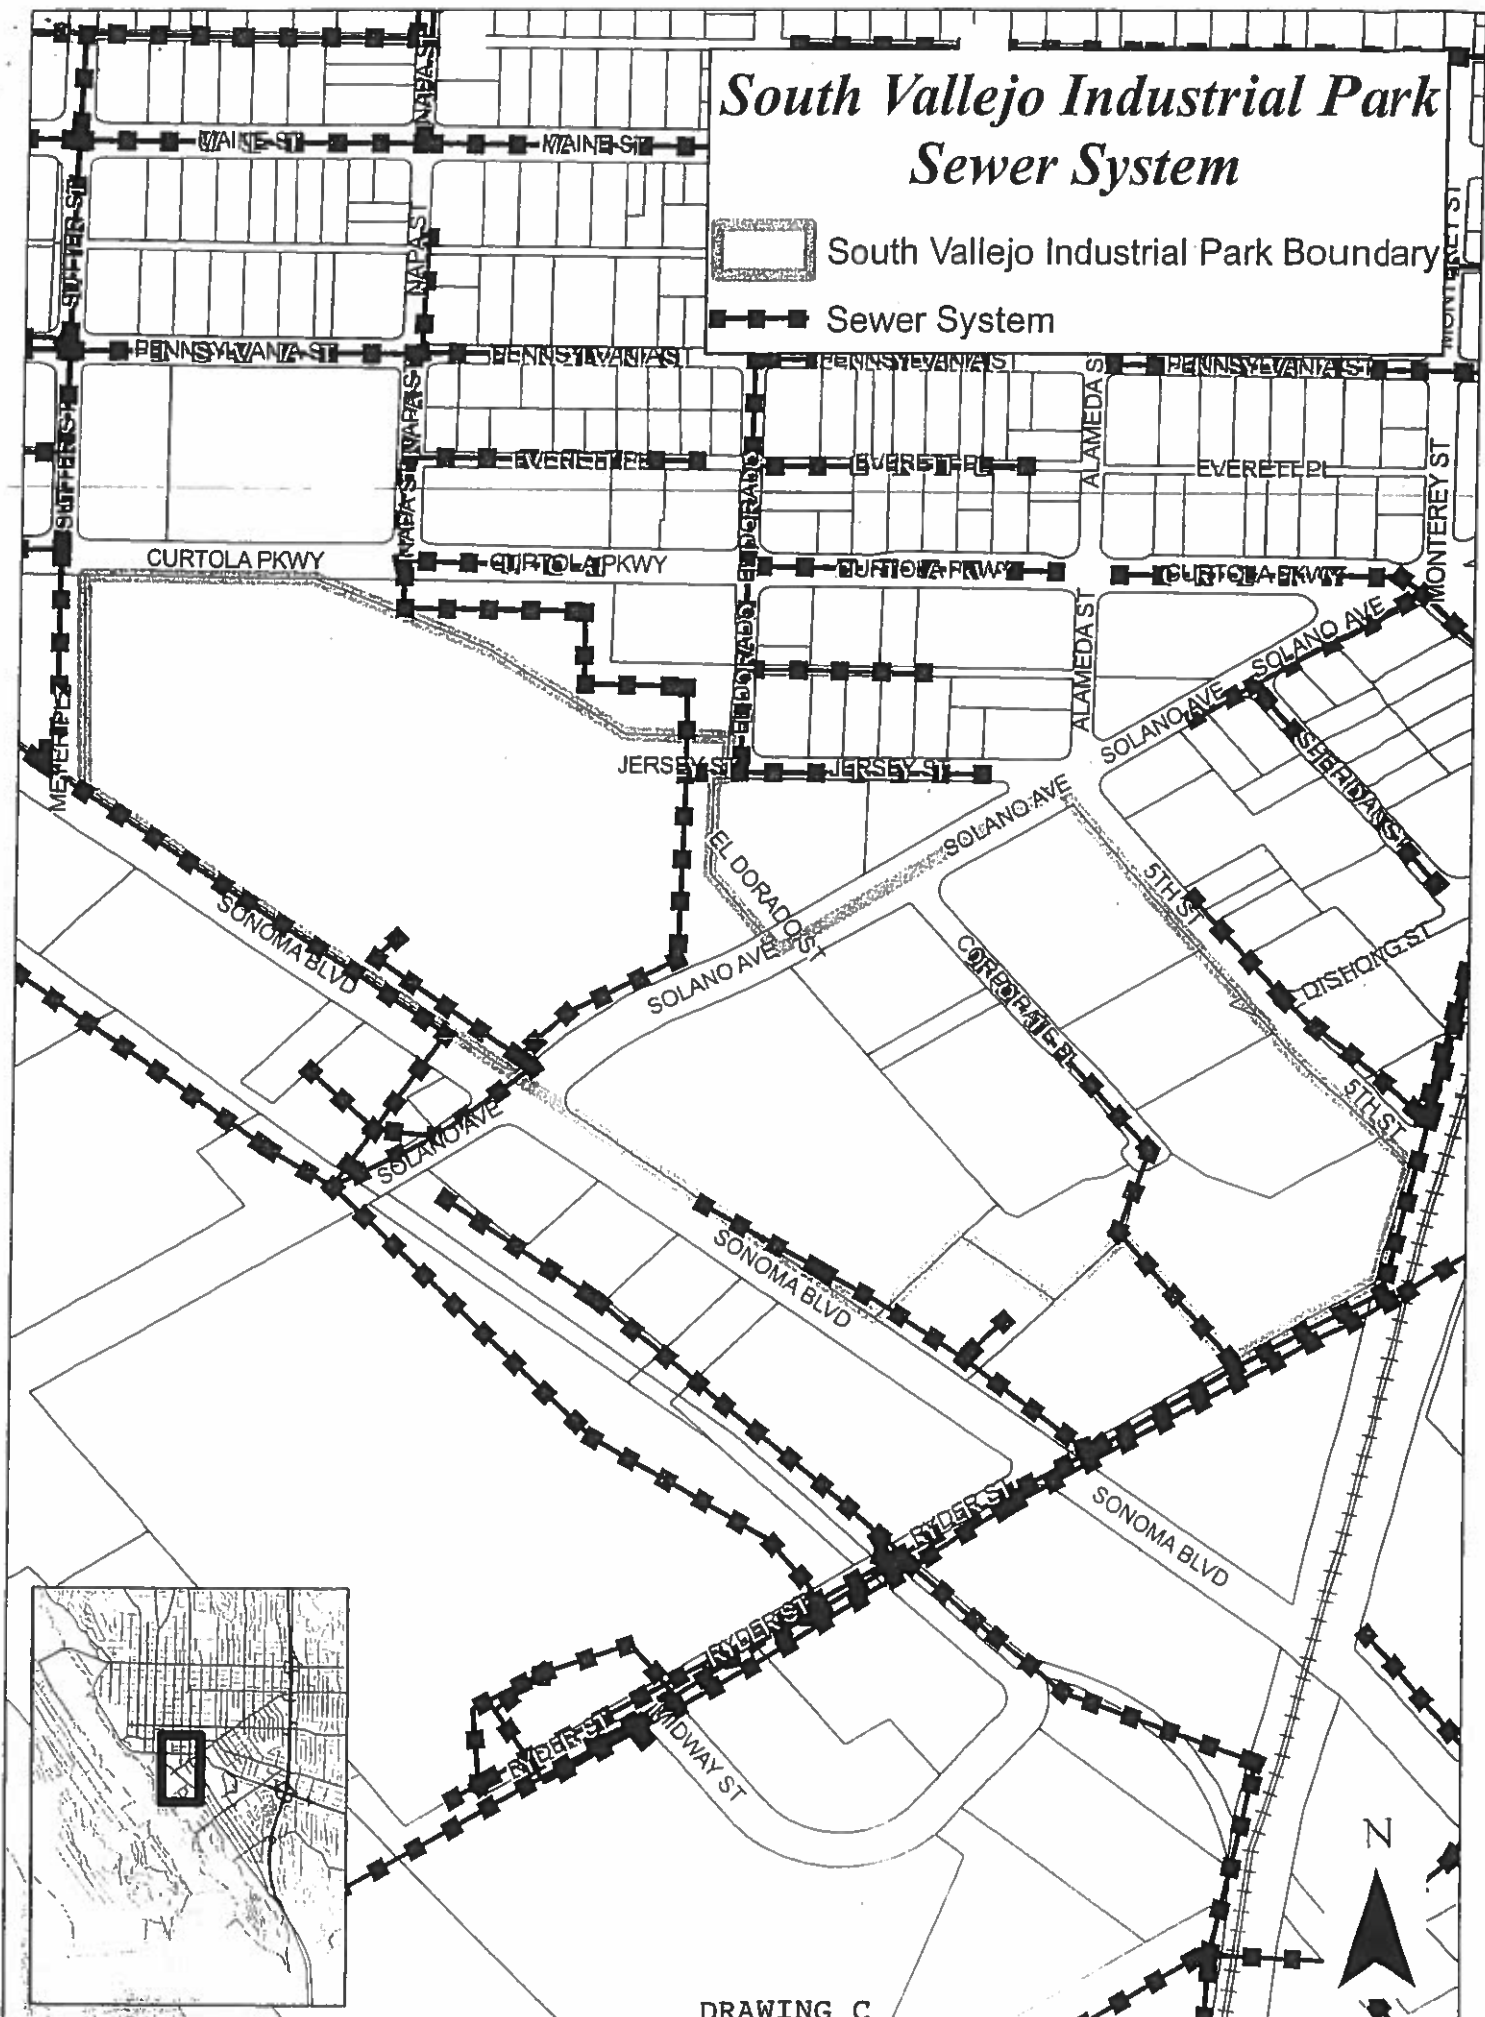 South Vallejo Industrial Park
Sewer System
South Vallejo Industrial Park Boundary
Sewer System
NAPA ST
MAINE ST
MAINE ST
SUTTER ST
NAPA ST
MONTEREY ST
PENNSYLVANIA ST
PENNSYLVANIA ST
PENNSYLVANIA ST
PENNSYLVANIA ST
SUTTER ST
NAPA ST
NAPA ST
EVERETT PL
EL DORADO
EVERETT PL
ALAMEDA S
EVERETT PL
MONTEREY ST
CURTOLA PKWY
CURTOLA PKWY
CURTOLA PKWY
CURTOLA PKWY
EL DORADO
ALAMEDA ST
SOLANO AVE
SOLANO AVE
MEYER PLZ
JERSEY ST
JERSEY ST
SHERIDAN ST
SOLANO AVE
EL DORADO ST
5TH ST
SONOMA BLVD
SOLANO AVE
CORPORATE PL
DISHONG ST
5TH ST
SOLANO AVE
SONOMA BLVD
RYDER ST
SONOMA BLVD
RYDER ST
RYDER ST
MIDWAY ST
N
DRAWING C